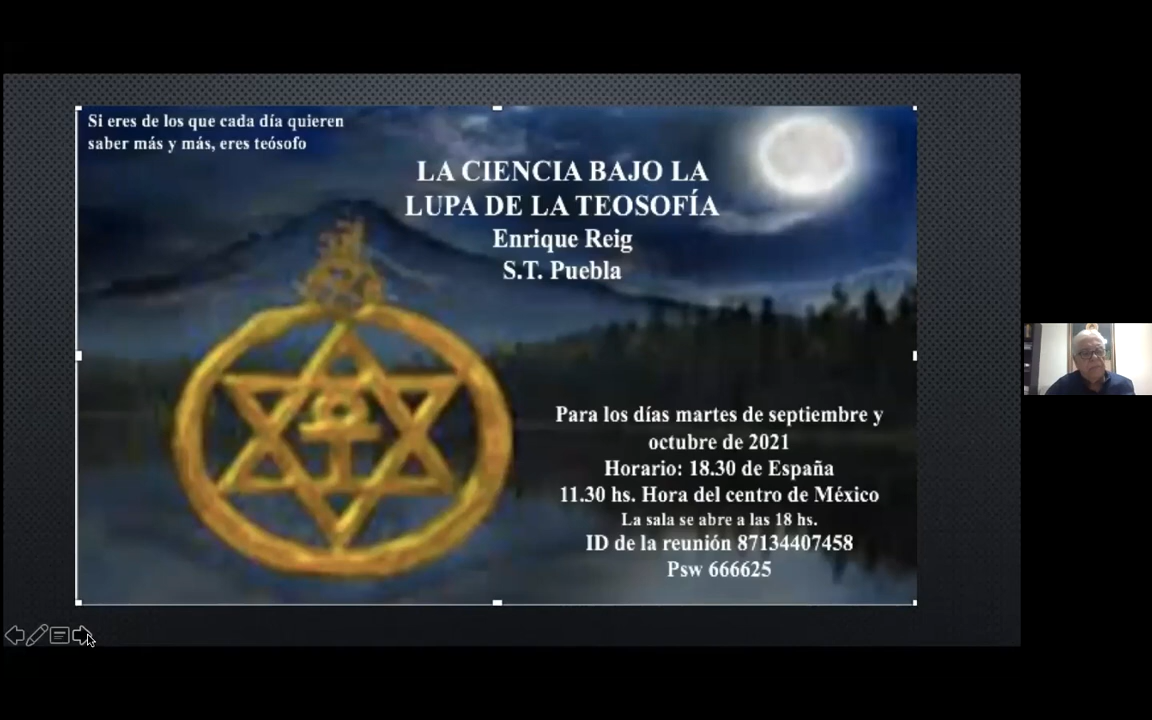 Si eres de los que cada día quieren
saber más y más, eres teósofo
LA CIENCIA BAJO LA
LUPA DE LA TEOSOFÍA
Enrique Reig
S.T. Puebla
Para los días martes de septiembre y
octubre de 2021
Horario: 18.30 de España
11.30 hs. Hora del centro de México
La sala se abre a las 18 hs.
ID de la reunión 87134407458
Psw 666625